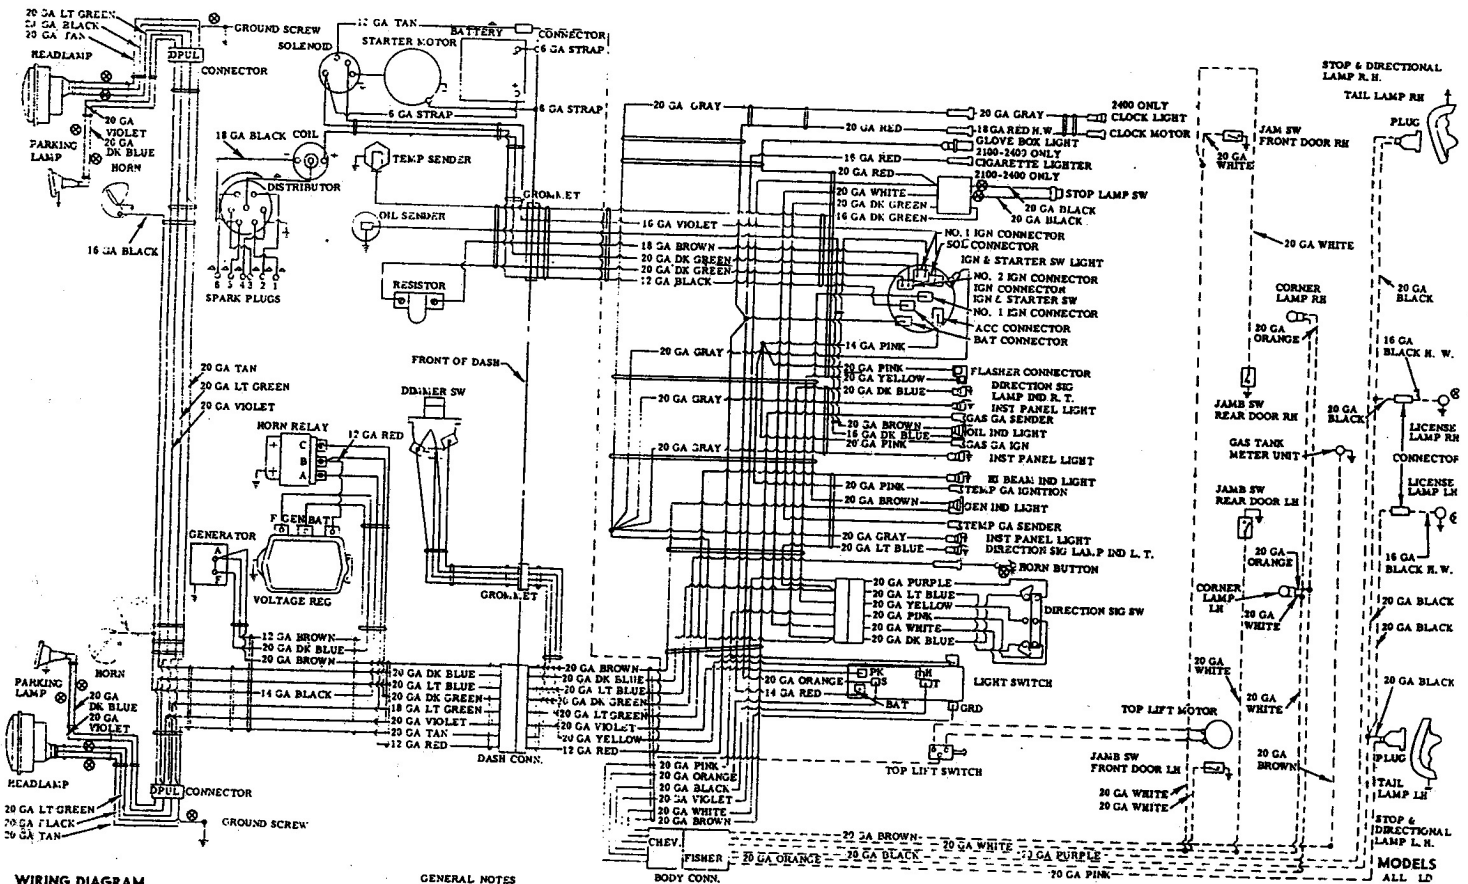 20 GA LT GREEN
GA BLACK
20 GA TAN
HEADLAMP
DPUL
CONNECTOR
GROUND SCREW
20 GA
VIOLET
20 GA
DK BLUE
PARKING
LAMP
HORN
16 GA BLACK
12 GA TAN
SOLENOID
STARTER MOTOR
BATTERY
CONNECTOR
6 GA STRAP
6 GA STRAP
6 GA STRAP
18 GA BLACK
COIL
TEMP SENDER
DISTRIBUTOR
OIL SENDER
GROMMET
6 5 4 3 2 1
SPARK PLUGS
RESISTOR
16 GA VIOLET
18 GA BROWN
20 GA DK GREEN
20 GA DK GREEN
12 GA BLACK
FRONT OF DASH
20 GA TAN
20 GA LT GREEN
20 GA VIOLET
DIMMER SW
HORN RELAY
C
B
A
12 GA RED
F GEN BAT
GENERATOR
A
F
VOLTAGE REG
GROMMET
12 GA BROWN
20 GA DK BLUE
20 GA BROWN
14 GA BLACK
20 GA DK BLUE
20 GA LT BLUE
20 GA DK GREEN
18 GA LT GREEN
20 GA VIOLET
20 GA TAN
12 GA RED
DASH CONN.
20 GA BROWN
20 GA DK BLUE
20 GA LT BLUE
20 GA DK GREEN
20 GA LT GREEN
20 GA VIOLET
20 GA YELLOW
12 GA RED
20 GA PINK
20 GA ORANGE
20 GA BLACK
20 GA VIOLET
20 GA WHITE
20 GA BROWN
CHEV.
FISHER
BODY CONN.
HORN
PARKING
LAMP
20 GA
DK BLUE
20 GA
VIOLET
HEADLAMP
20 GA LT GREEN
20 GA BLACK
20 GA TAN
DPUL
CONNECTOR
GROUND SCREW
WIRING DIAGRAM
GENERAL NOTES
20 GA GRAY
20 GA GRAY
2400 ONLY
CLOCK LIGHT
20 GA RED
18 GA RED H.W.
CLOCK MOTOR
GLOVE BOX LIGHT
2100-2400 ONLY
16 GA RED
CIGARETTE LIGHTER
2100-2400 ONLY
20 GA RED
20 GA WHITE
20 GA DK GREEN
16 GA DK GREEN
STOP LAMP SW
20 GA BLACK
20 GA BLACK
NO. 1 IGN CONNECTOR
SOL CONNECTOR
IGN & STARTER SW LIGHT
NO. 2 IGN CONNECTOR
IGN CONNECTOR
IGN & STARTER SW
NO. 1 IGN CONNECTOR
ACC CONNECTOR
BAT CONNECTOR
14 GA PINK
20 GA GRAY
20 GA PINK
FLASHER CONNECTOR
20 GA YELLOW
20 GA DK BLUE
DIRECTION SIG
LAMP IND R. T.
20 GA GRAY
INST PANEL LIGHT
GAS GA SENDER
20 GA BROWN
16 GA DK BLUE
OIL IND LIGHT
20 GA PINK
GAS GA IGN
20 GA GRAY
INST PANEL LIGHT
HI BEAM IND LIGHT
20 GA PINK
TEMP GA IGNITION
20 GA BROWN
GEN IND LIGHT
TEMP GA SENDER
20 GA GRAY
INST PANEL LIGHT
20 GA LT BLUE
DIRECTION SIG LAMP IND L. T.
HORN BUTTON
20 GA PURPLE
20 GA LT BLUE
20 GA YELLOW
20 GA PINK
20 GA WHITE
20 GA DK BLUE
DIRECTION SIG SW
PK
H
S
T
20 GA ORANGE
14 GA RED
BAT
LIGHT SWITCH
GRD
TOP LIFT SWITCH
TOP LIFT MOTOR
JAMB SW
FRONT DOOR LH
20 GA WHITE
20 GA WHITE
20 GA BROWN
20 GA WHITE
20 GA ORANGE
20 GA BLACK
20 GA PURPLE
20 GA PINK
STOP & DIRECTIONAL
LAMP R. H.
TAIL LAMP RH
PLUG
JAM SW
FRONT DOOR RH
20 GA
WHITE
20 GA WHITE
CORNER
LAMP RH
20 GA
ORANGE
20 GA
BLACK
16 GA
BLACK H. W.
JAMB SW
REAR DOOR RH
20 GA
BLACK
LICENSE
LAMP RH
GAS TANK
METER UNIT
CONNECTOR
LICENSE
LAMP LH
JAMB SW
REAR DOOR LH
20 GA
ORANGE
16 GA
BLACK H. W.
CORNER
LAMP
LH
20 GA
WHITE
20 GA BLACK
20 GA BLACK
20 GA
WHITE
20 GA
WHITE
20 GA BLACK
20 GA
BROWN
PLUG
TAIL
LAMP LH
STOP &
DIRECTIONAL
LAMP L. H.
MODELS
ALL